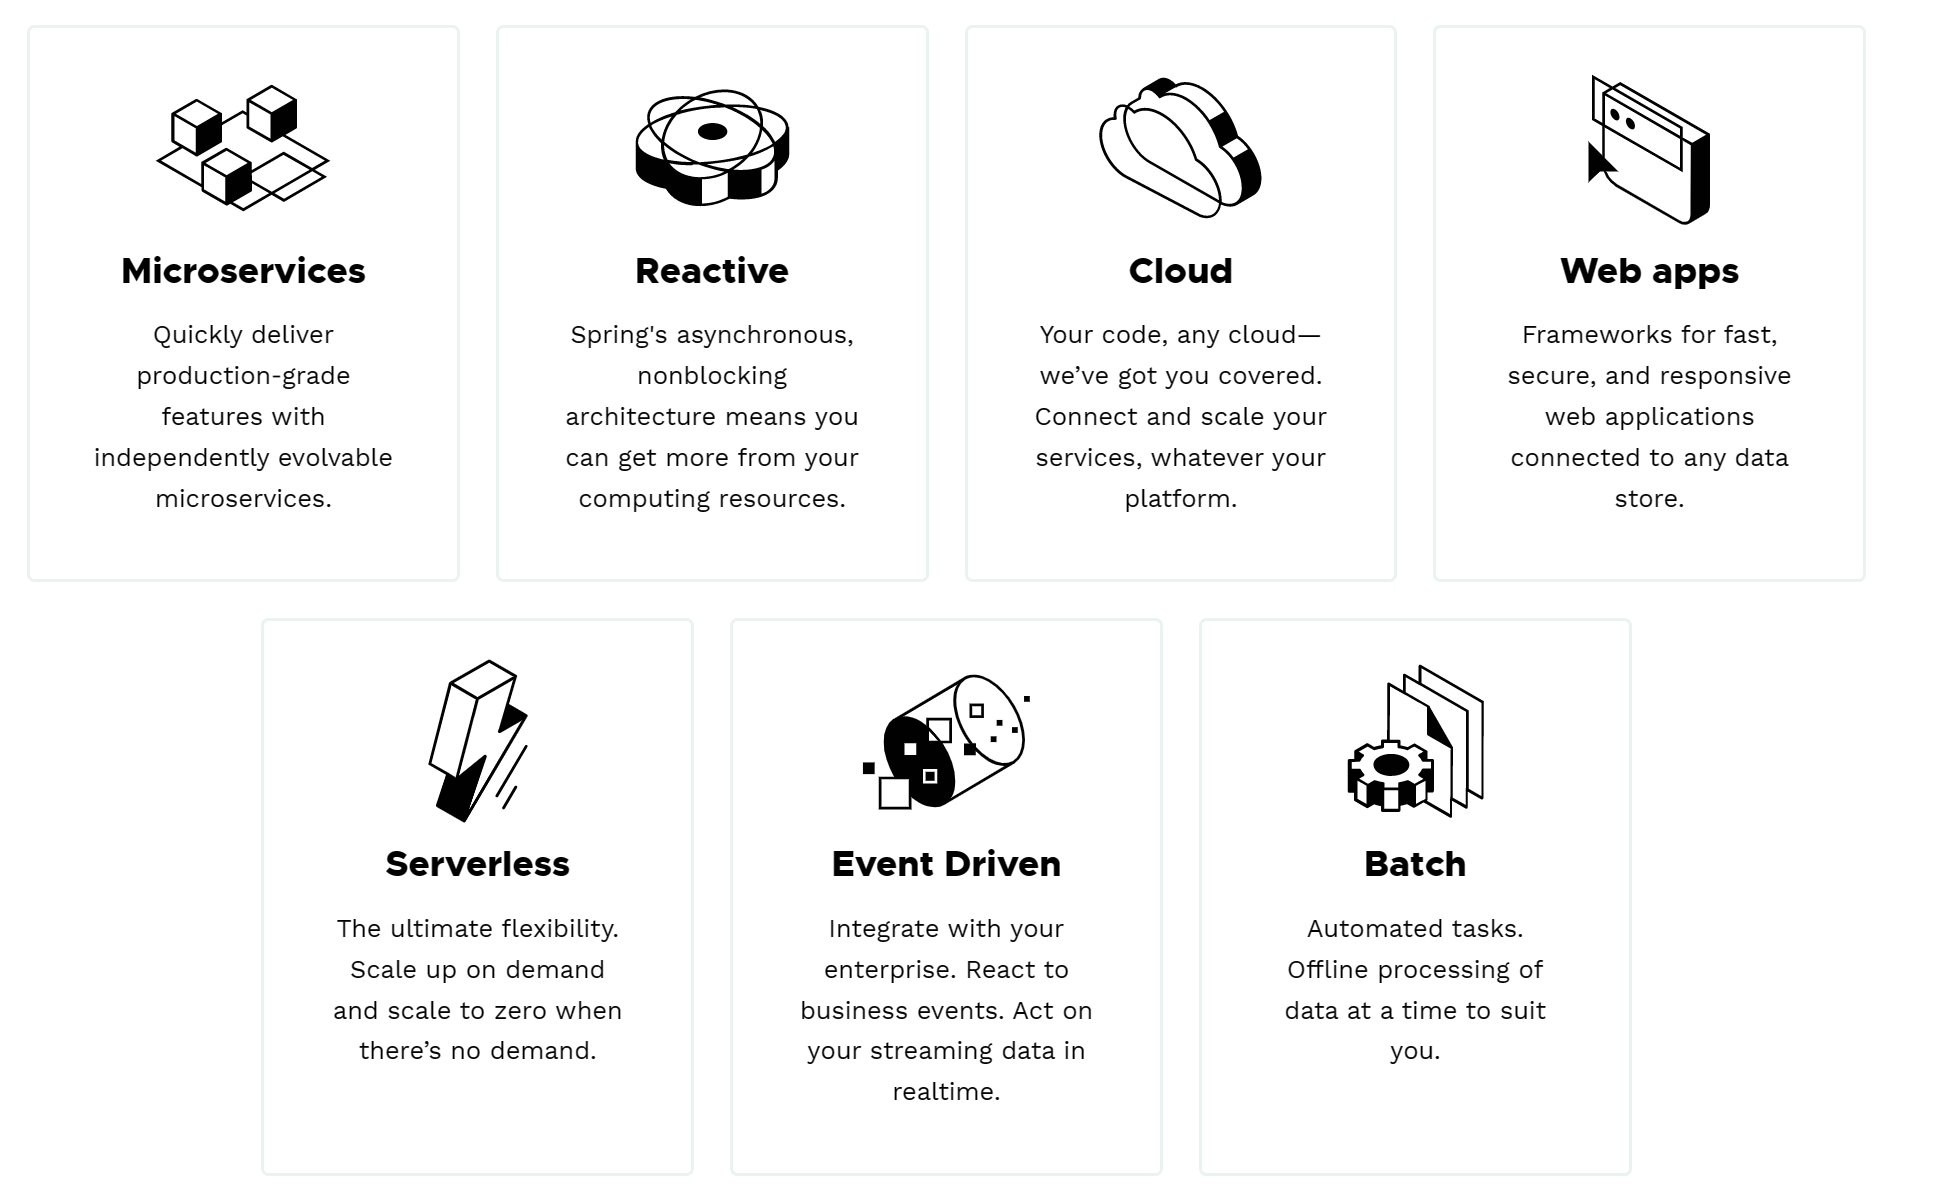 Microservices
Quickly deliver
production-grade
features with
independently evolvable
microservices.
Reactive
Spring's asynchronous,
nonblocking
architecture means you
can get more from your
computing resources.
Cloud
Your code, any cloud—
we’ve got you covered.
Connect and scale your
services, whatever your
platform.
Web apps
Frameworks for fast,
secure, and responsive
web applications
connected to any data
store.
Serverless
The ultimate flexibility.
Scale up on demand
and scale to zero when
there’s no demand.
Event Driven
Integrate with your
enterprise. React to
business events. Act on
your streaming data in
realtime.
Batch
Automated tasks.
Offline processing of
data at a time to suit
you.